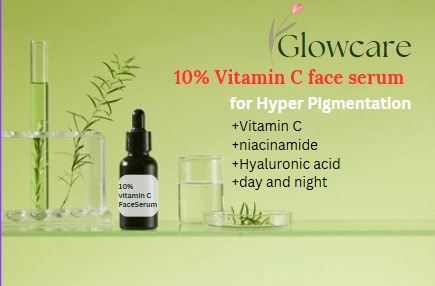 Glowcare
10% Vitamin C face serum
for Hyper Pigmentation
+Vitamin C
+niacinamide
+Hyaluronic acid
+day and night
10%
vitamin C
FaceSerum